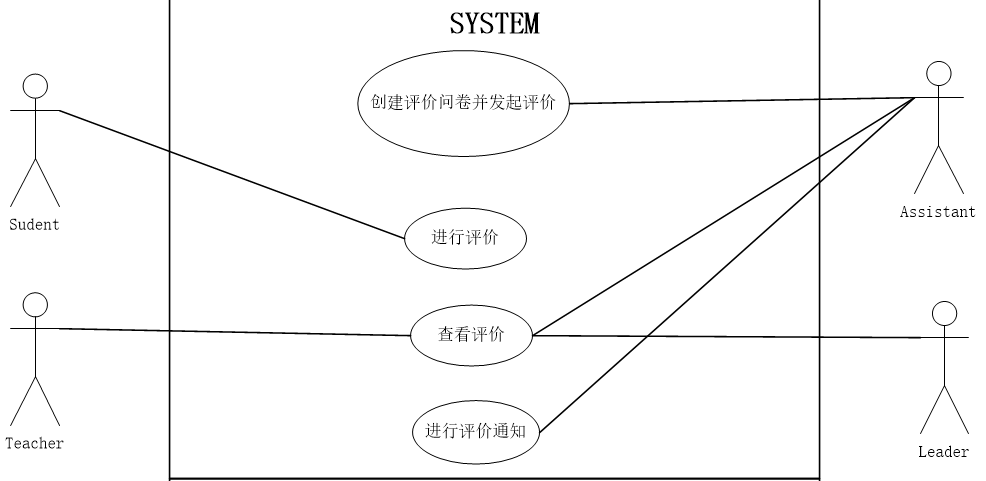 SYSTEM
创建评价问卷并发起评价
Sudent
Assistant
进行评价
查看评价
进行评价通知
Teacher
Leader